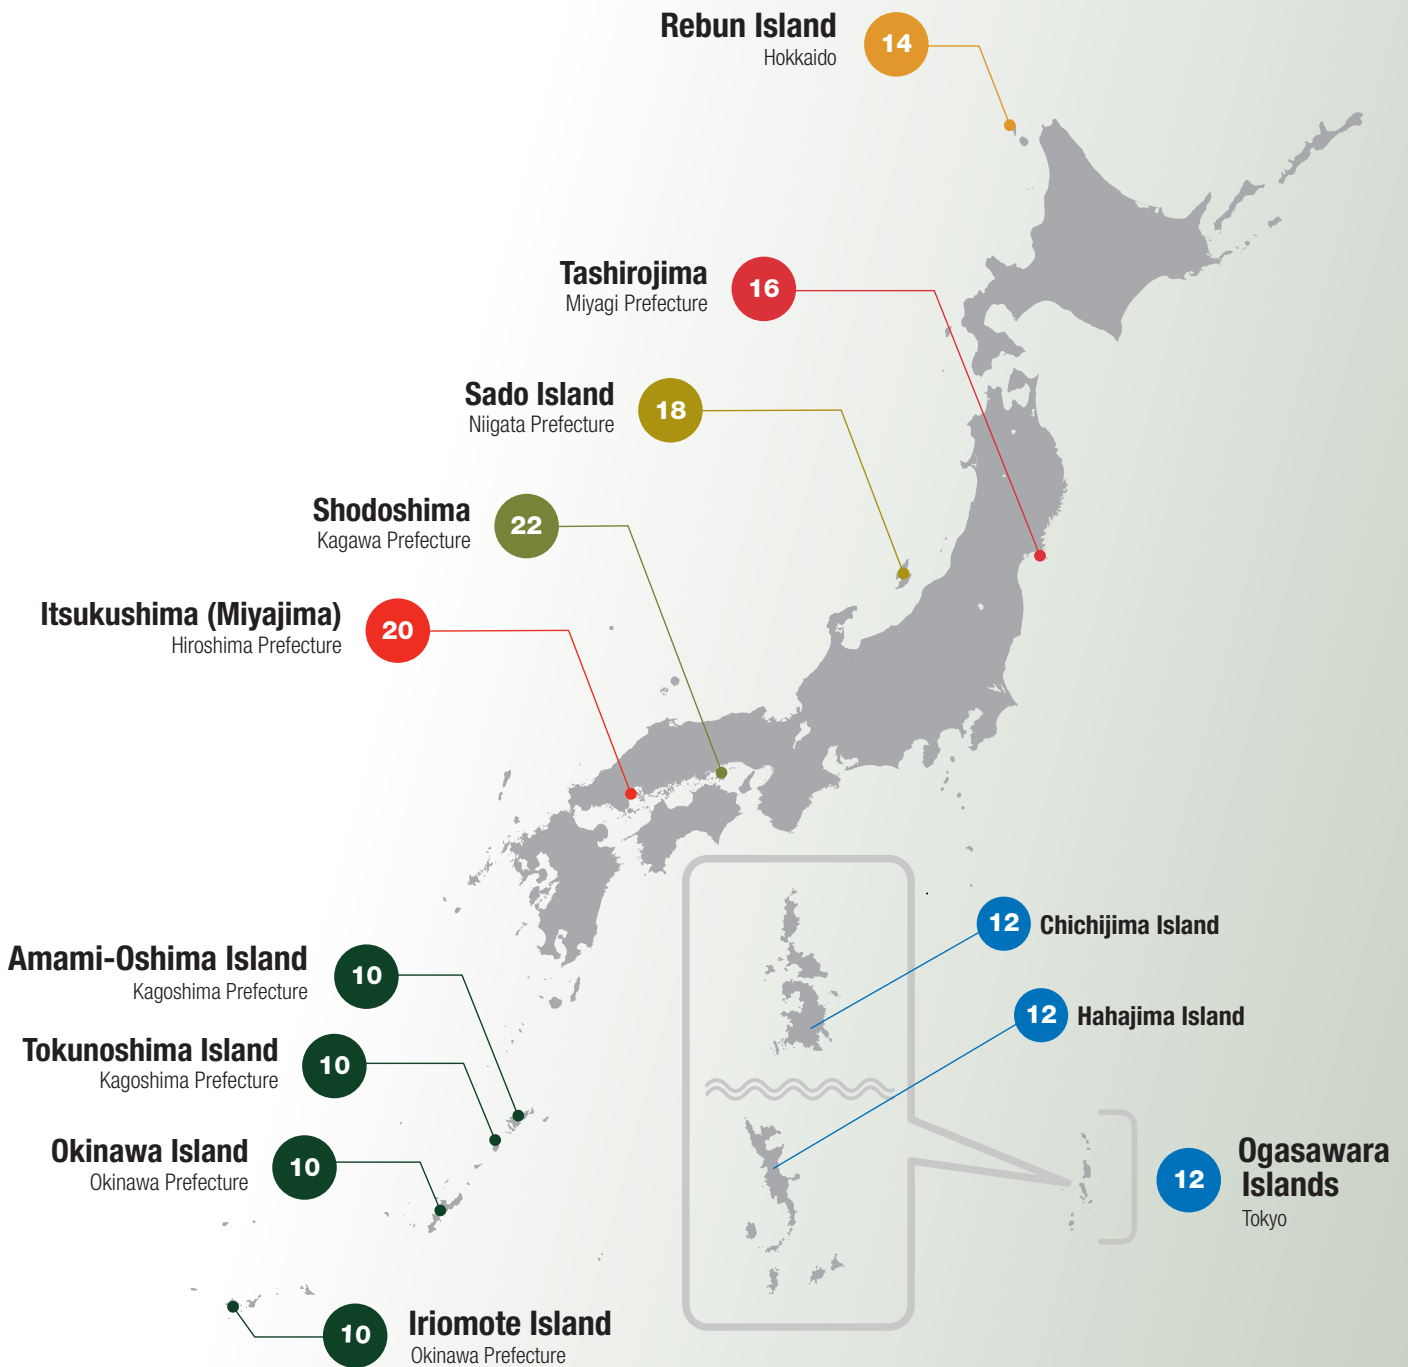 Rebun Island
Hokkaido
14
Tashirojima
Miyagi Prefecture
16
Sado Island
Niigata Prefecture
18
Shodoshima
Kagawa Prefecture
22
Itsukushima (Miyajima)
Hiroshima Prefecture
20
12
Chichijima Island
Amami-Oshima Island
Kagoshima Prefecture
10
12
Hahajima Island
Tokunoshima Island
Kagoshima Prefecture
10
Okinawa Island
Okinawa Prefecture
10
12
Ogasawara
Islands
Tokyo
10
Iriomote Island
Okinawa Prefecture